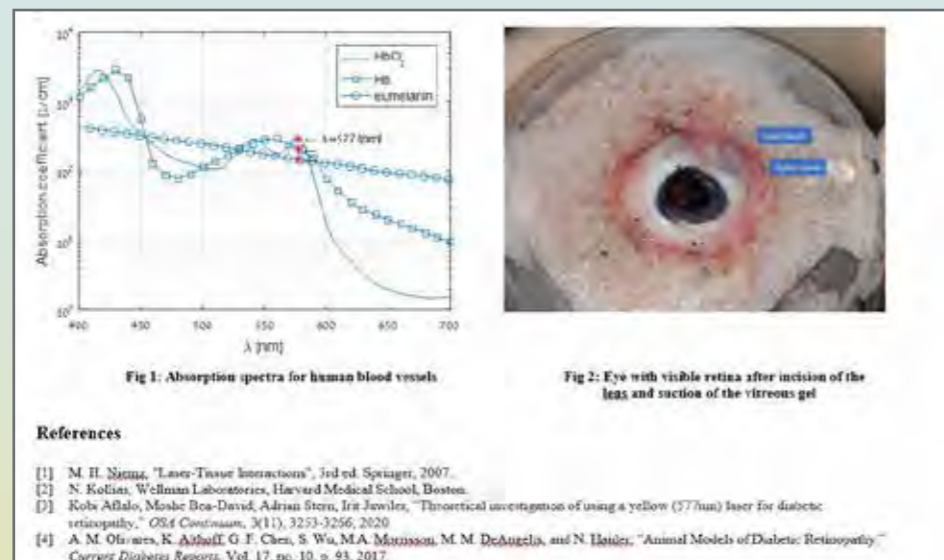 10⁴
HbO₂
Hb
eumelanin
λ=577 [nm]
Absorption coefficient [1/cm]
10²
400 450 500 550 600 650 700
λ [nm]
Fig 1: Absorption spectra for human blood vessels
Fig 2: Eye with visible retina after incision of the
lens and suction of the vitreous gel
References
[1] M. H. Niemz, "Laser-Tissue Interactions", 3rd ed. Springer, 2007.
[2] N. Kollias, Wellman Laboratories, Harvard Medical School, Boston.
[3] Kobi Aflalo, Moshe Ben-David, Adrian Stern, Irit Juwiler, "Theoretical investigation of using a yellow (577nm) laser for diabetic
retinopathy," OSA Continuum, 3(11), 3253-3256, 2020
[4] A. M. Olivares, K. Althoff, G. F. Chen, S. Wu, M.A. Morrisson, M. M. DeAngelis, and N. Haider, "Animal Models of Diabetic Retinopathy,"
Current Diabetes Reports, Vol. 17, no. 10, p. 93, 2017.